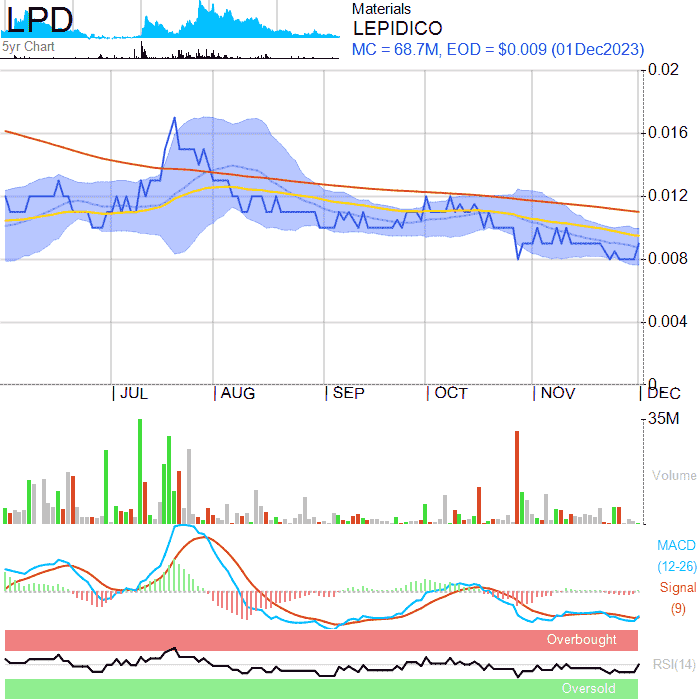 LPD
5yr Chart
Materials
LEPIDICO
MC = 68.7M, EOD = $0.009 (01Dec2023)
0.02
0.016
0.012
0.008
0.004
0
JUL AUG SEP OCT NOV DEC
35M
Volume
MACD
(12-26)
Signal
(9)
Overbought
RSI(14)
Oversold